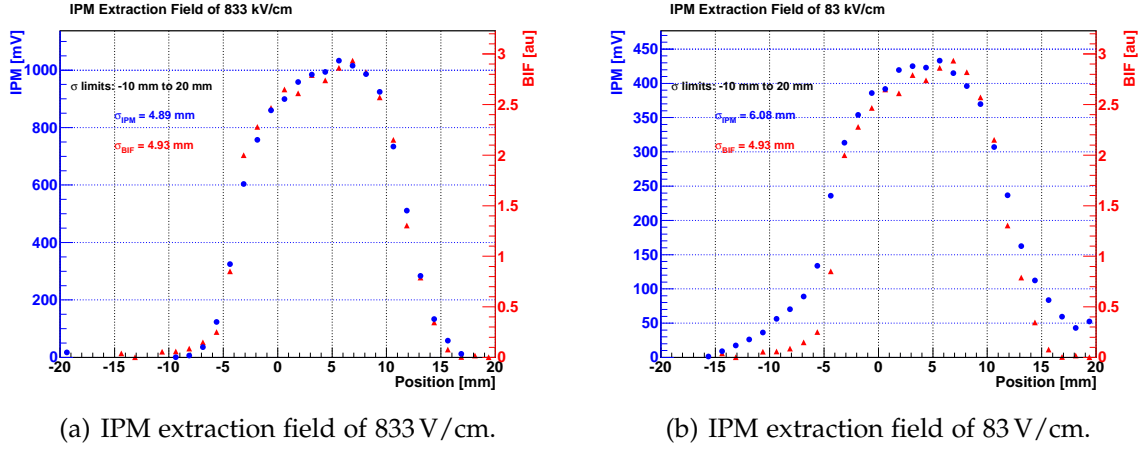 IPM Extraction Field of 833 kV/cm
IPM [mV]
BIF [au]
1000
800
600
400
200
0
3
2.5
2
1.5
1
0.5
0
σ limits: -10 mm to 20 mm
σIPM = 4.89 mm
σBIF = 4.93 mm
-20 -15 -10 -5 0 5 10 15 20
Position [mm]
(a) IPM extraction field of 833 V/cm.
IPM Extraction Field of 83 kV/cm
IPM [mV]
BIF [au]
450
400
350
300
250
200
150
100
50
0
3
2.5
2
1.5
1
0.5
0
σ limits: -10 mm to 20 mm
σIPM = 6.08 mm
σBIF = 4.93 mm
-20 -15 -10 -5 0 5 10 15 20
Position [mm]
(b) IPM extraction field of 83 V/cm.